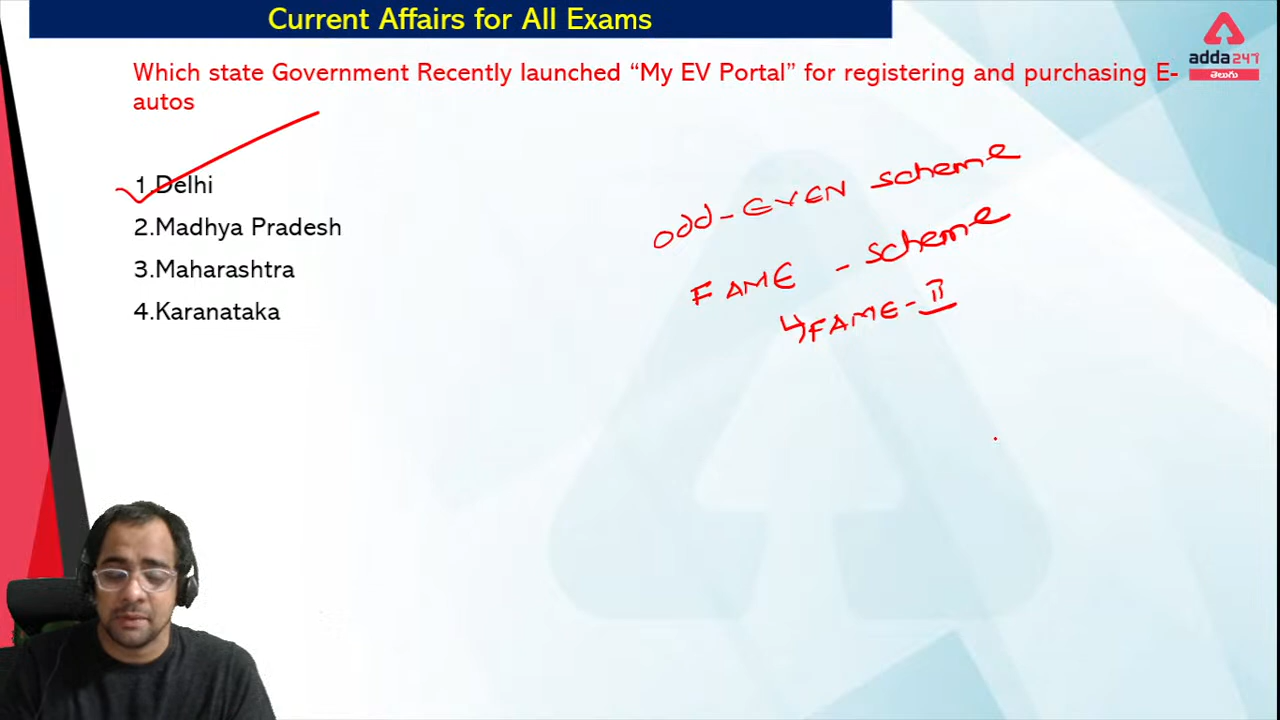 Current Affairs for All Exams
adda247
తెలుగు
Which state Government Recently launched “My EV Portal” for registering and purchasing E-
autos
1.Delhi
2.Madhya Pradesh
3.Maharashtra
4.Karanataka
odd-EVEN scheme
FAME - scheme
↳FAME-II